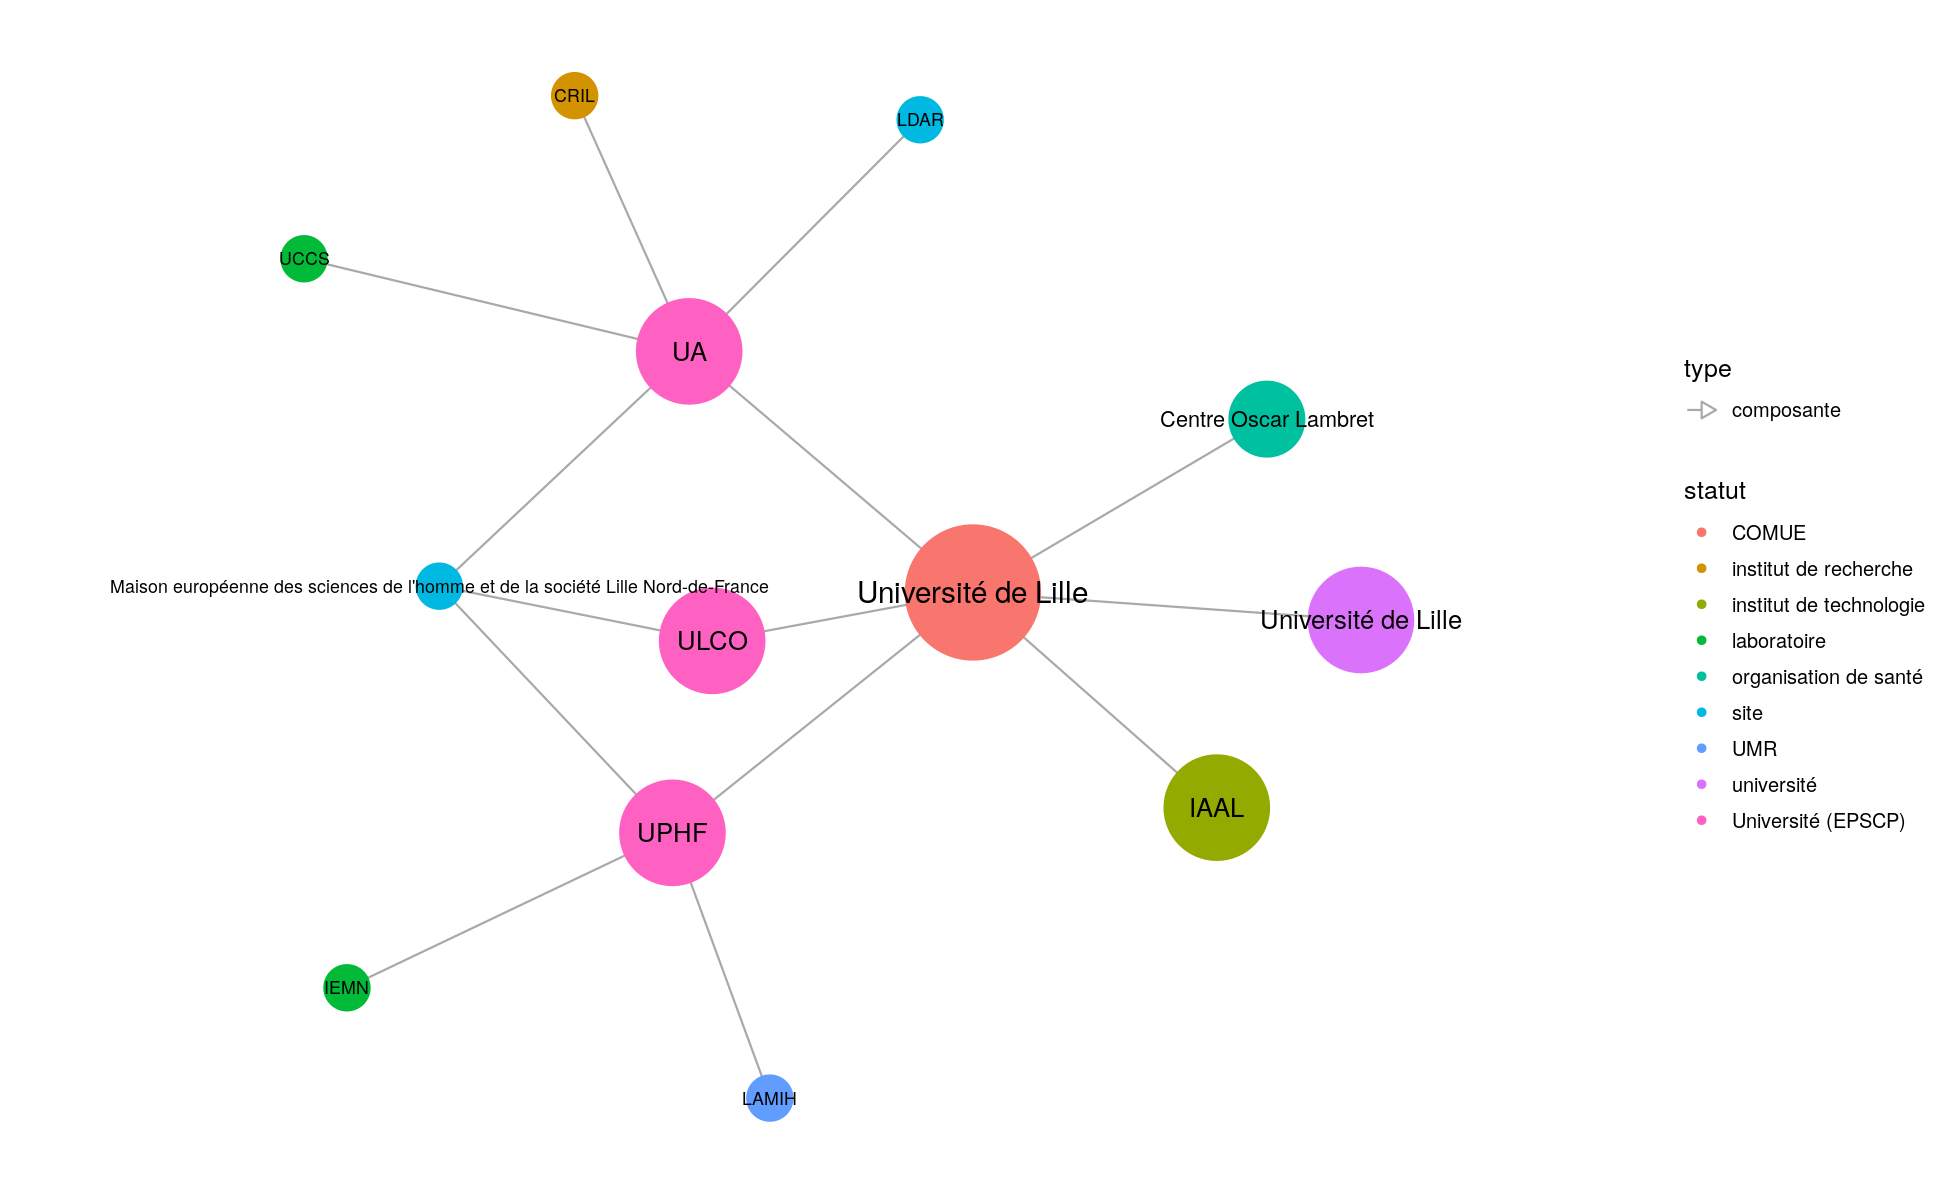 CRIL
LDAR
UCCS
UA
Centre Oscar Lambret
Maison européenne des sciences de l'homme et de la société Lille Nord-de-France
Université de Lille
Université de Lille
ULCO
IAAL
UPHF
IEMN
LAMIH
type
composante
statut
COMUE
institut de recherche
institut de technologie
laboratoire
organisation de santé
site
UMR
université
Université (EPSCP)